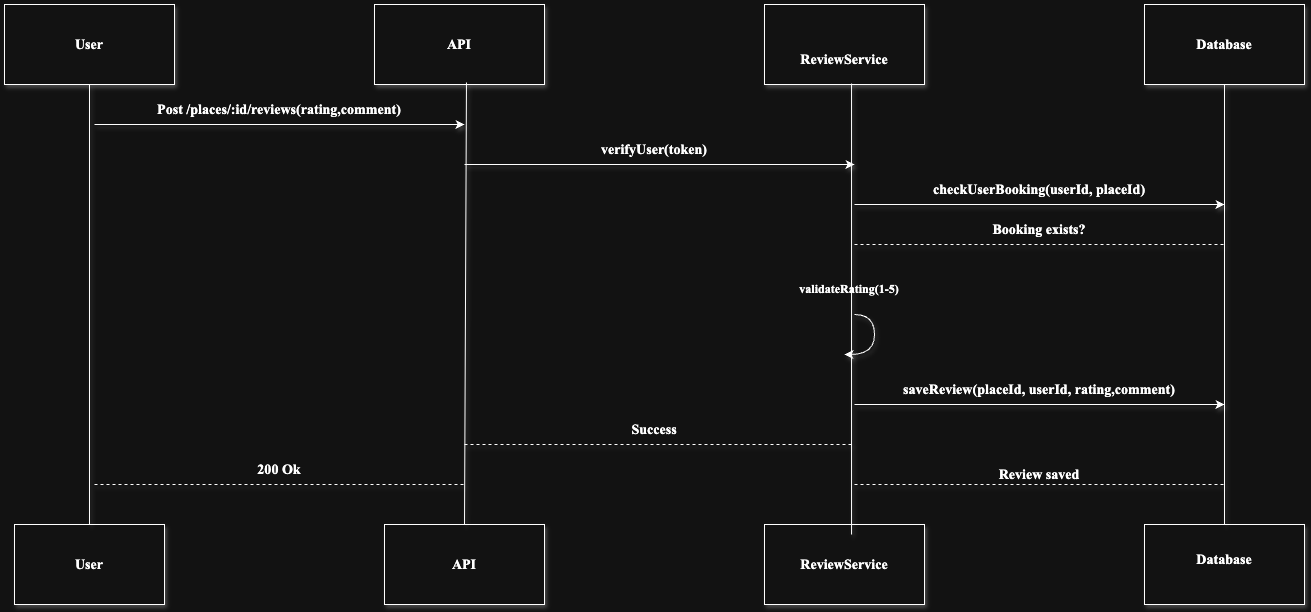 User
API
ReviewService
Database
Post /places/:id/reviews(rating,comment)
verifyUser(token)
checkUserBooking(userId, placeId)
Booking exists?
validateRating(1-5)
saveReview(placeId, userId, rating,comment)
Success
200 Ok
Review saved
User
API
ReviewService
Database